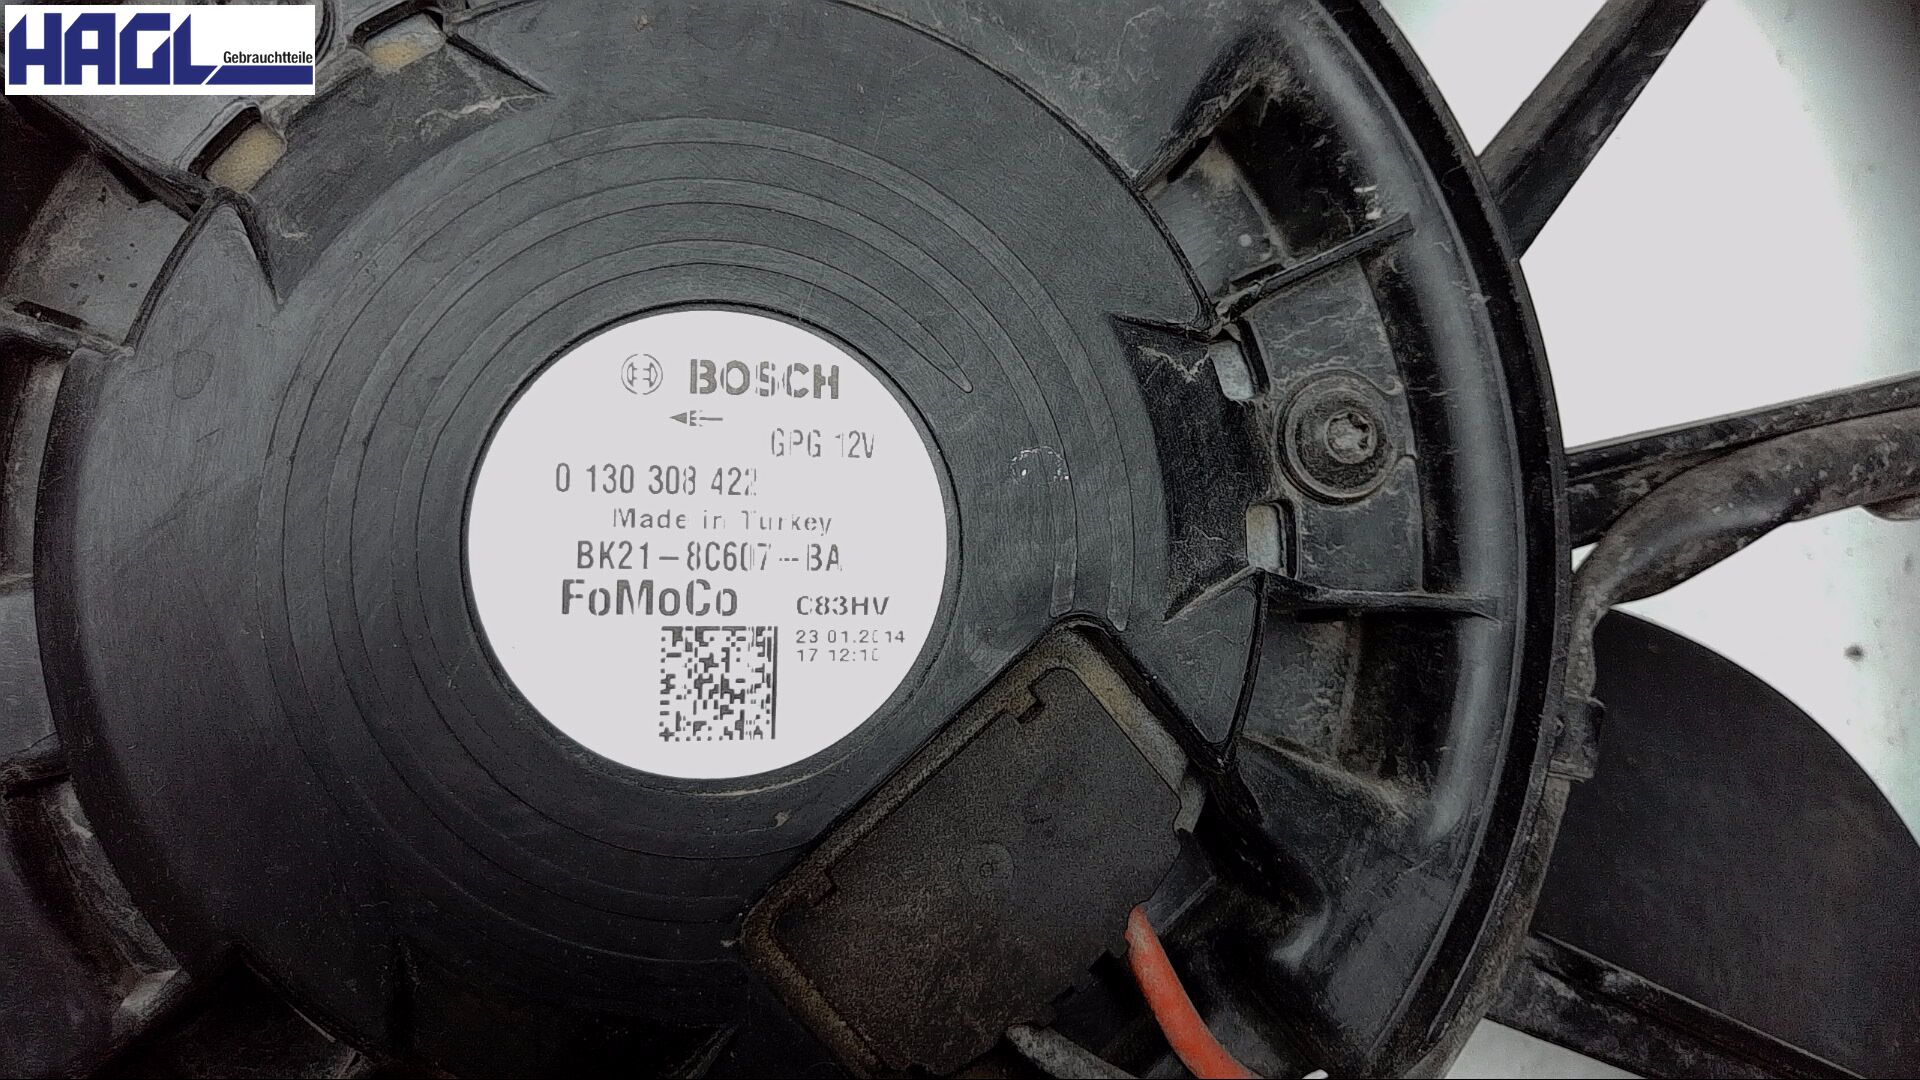 HAGL
Gebrauchtteile
BOSCH
GPG 12V
0 130 308 422
Made in Turkey
BK21-8C607-BA
FoMoCo C83HV
23 01.2014
17 12:10